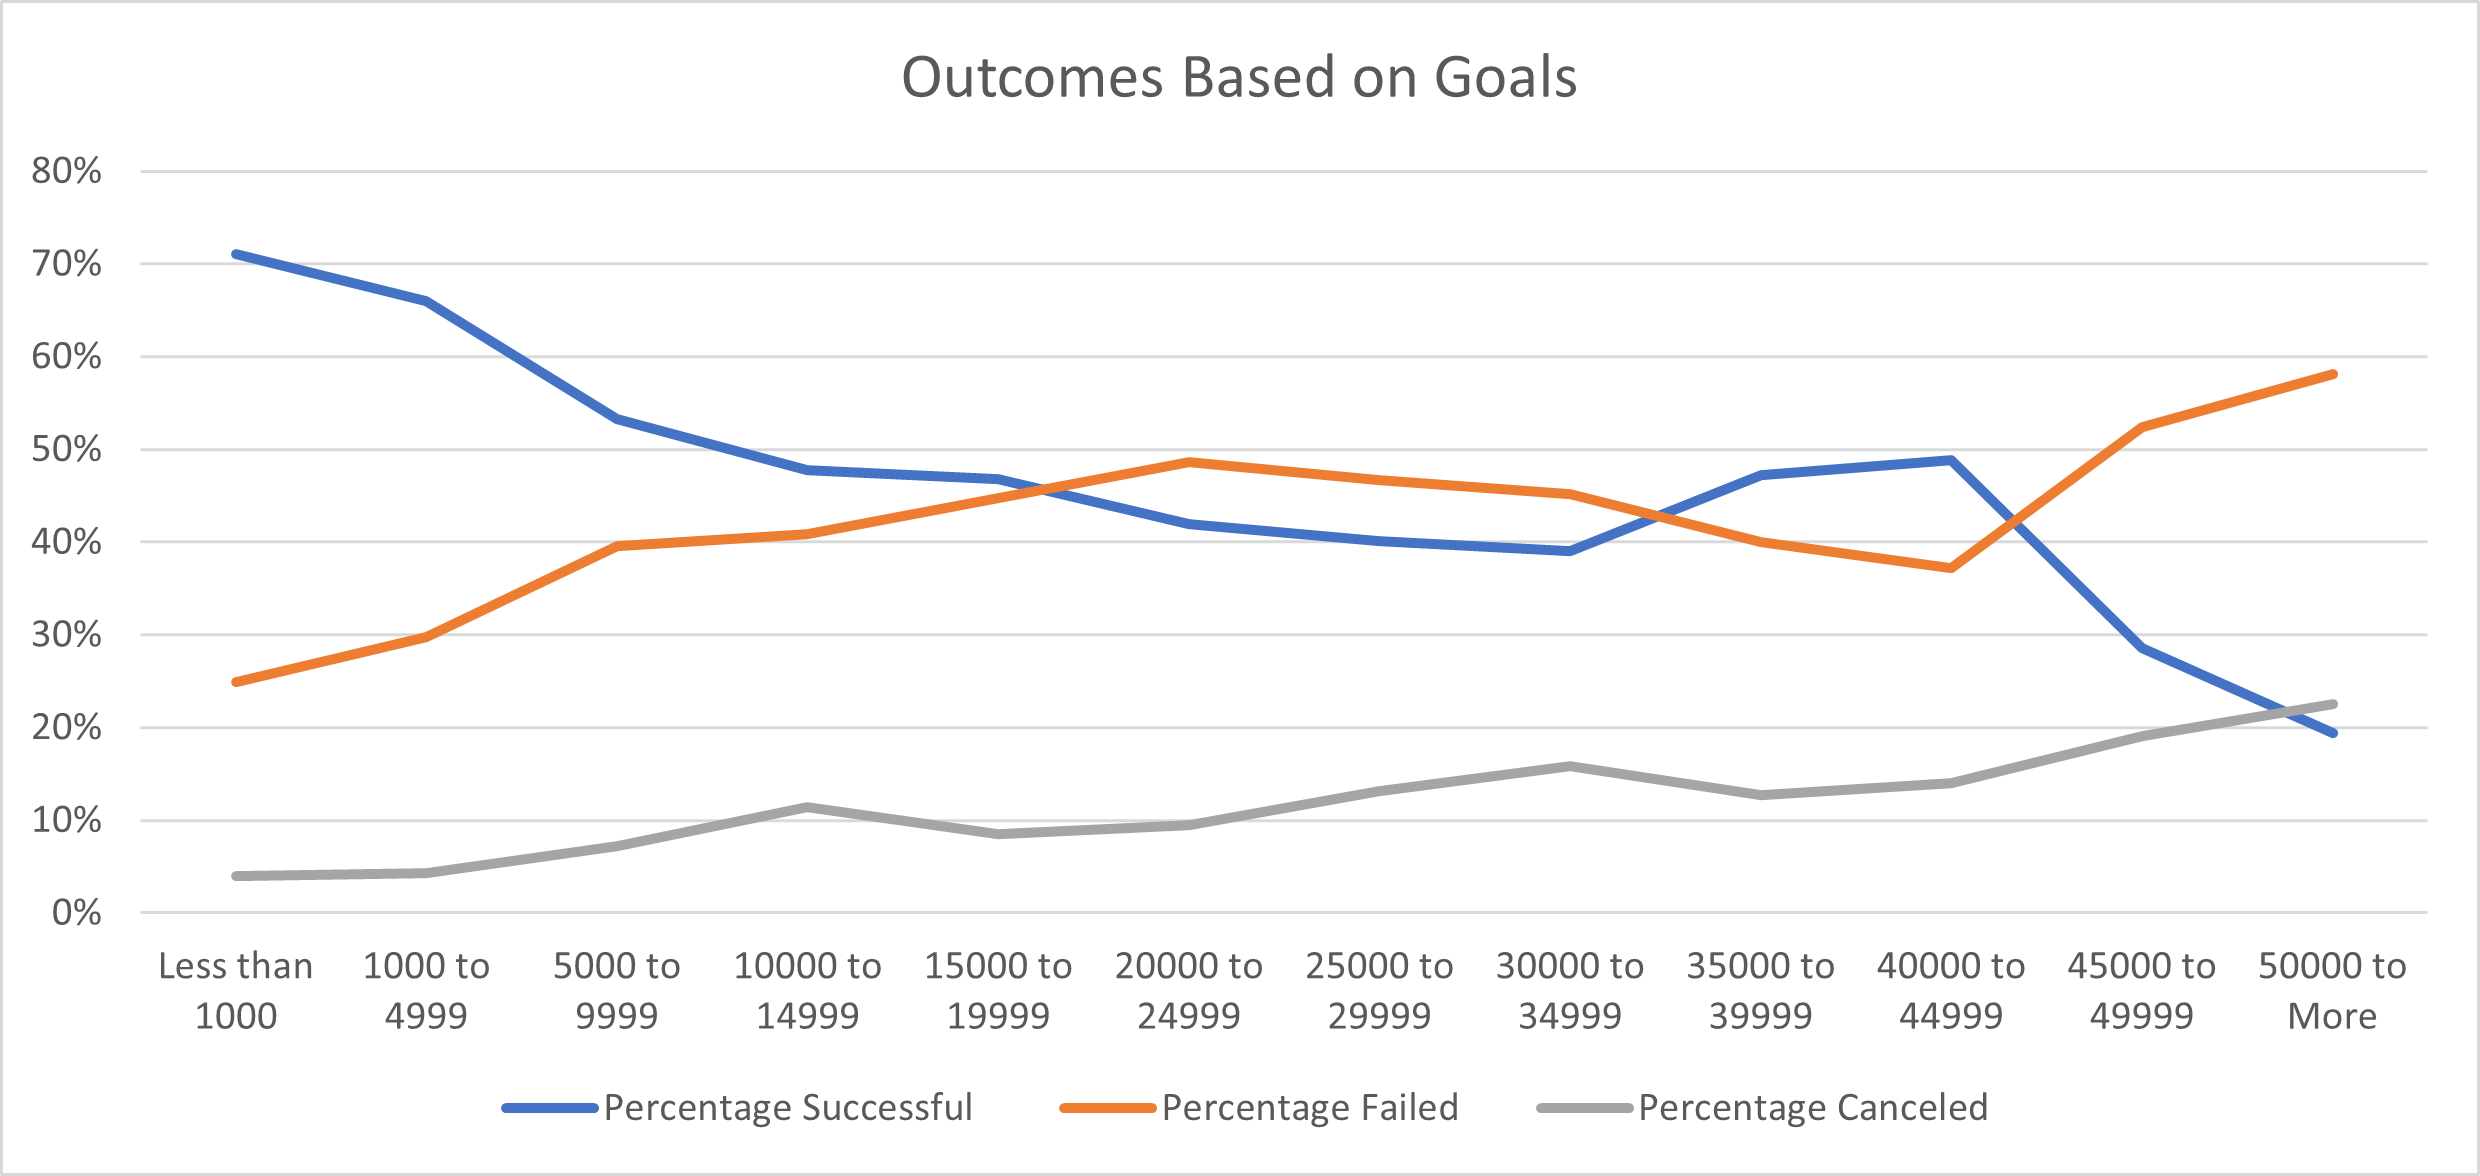 Outcomes Based on Goals
80%
70%
60%
50%
40%
30%
20%
10%
0%
Less than 1000
1000 to 4999
5000 to 9999
10000 to 14999
15000 to 19999
20000 to 24999
25000 to 29999
30000 to 34999
35000 to 39999
40000 to 44999
45000 to 49999
50000 to More
Percentage Successful
Percentage Failed
Percentage Canceled